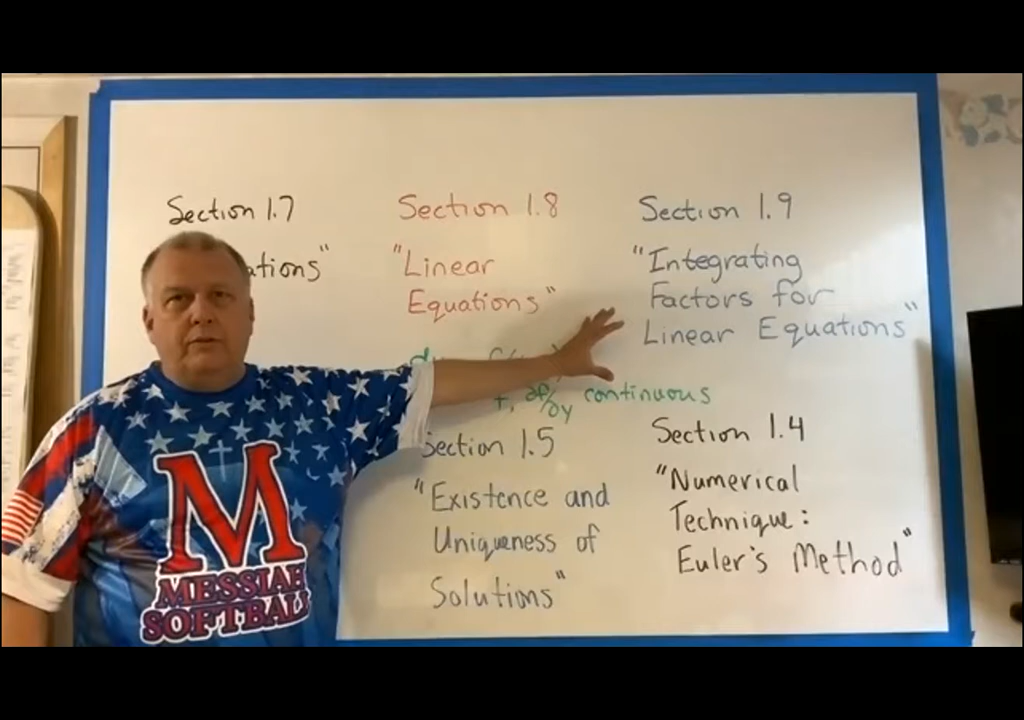 Section 1.7
ations"
Section 1.8
"Linear
Equations"
Section 1.9
"Integrating
Factors for
Linear Equations"
∂f/∂y continuous
Section 1.5
"Existence and
Uniqueness of
Solutions"
Section 1.4
"Numerical
Technique:
Euler's Method"
M
MESSIAH
SOFTBALL